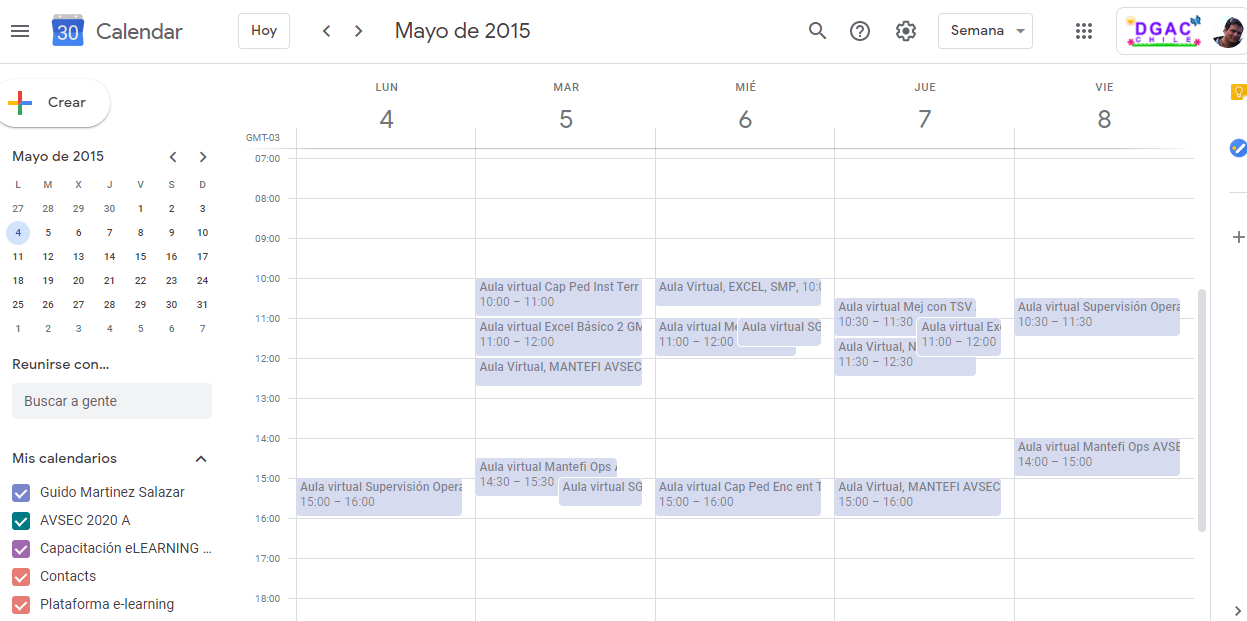 30 Calendar
Hoy
Mayo de 2015
Semana
DGAC
CHILE
Crear
Mayo de 2015
L M X J V S D
27 28 29 30 1 2 3
4 5 6 7 8 9 10
11 12 13 14 15 16 17
18 19 20 21 22 23 24
25 26 27 28 29 30 31
1 2 3 4 5 6 7
Reunirse con...
Buscar a gente
Mis calendarios
Guido Martinez Salazar
AVSEC 2020 A
Capacitación eLEARNING ...
Contacts
Plataforma e-learning
LUN MAR MIÉ JUE VIE
4 5 6 7 8
GMT-03
07:00
08:00
09:00
10:00
11:00
12:00
13:00
14:00
15:00
16:00
17:00
18:00
Aula virtual Supervisión Opera
15:00 – 16:00
Aula virtual Cap Ped Inst Terr
10:00 – 11:00
Aula virtual Excel Básico 2 GM
11:00 – 12:00
Aula Virtual, MANTEFI AVSEC
Aula virtual Mantefi Ops
14:30 – 15:30
Aula virtual SG
Aula Virtual, EXCEL, SMP, 10:0
Aula virtual Me
11:00 – 12:00
Aula virtual SG
Aula virtual Cap Ped Enc ent T
15:00 – 16:00
Aula virtual Mej con TSV
10:30 – 11:30
Aula virtual Ex
11:00 – 12:00
Aula Virtual, N
11:30 – 12:30
Aula Virtual, MANTEFI AVSEC
15:00 – 16:00
Aula virtual Supervisión Opera
10:30 – 11:30
Aula virtual Mantefi Ops AVSE
14:00 – 15:00